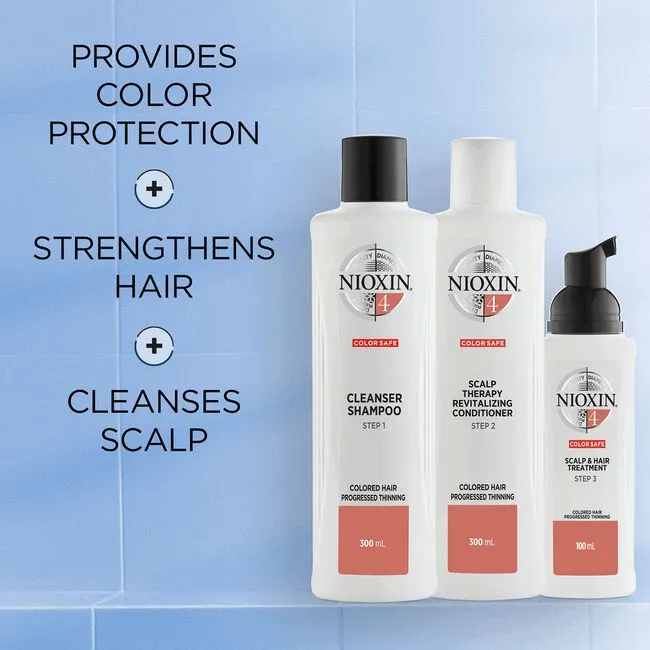 PROVIDES
COLOR
PROTECTION
+
STRENGTHENS
HAIR
+
CLEANSES
SCALP
NIOXIN
4
COLOR SAFE
CLEANSER
SHAMPOO
STEP 1
COLORED HAIR
PROGRESSED THINNING
300 mL
NIOXIN
4
COLOR SAFE
SCALP
THERAPY
REVITALIZING
CONDITIONER
STEP 2
COLORED HAIR
PROGRESSED THINNING
300 mL
NIOXIN
4
COLOR SAFE
SCALP & HAIR
TREATMENT
STEP 3
COLORED HAIR
PROGRESSED THINNING
100 mL